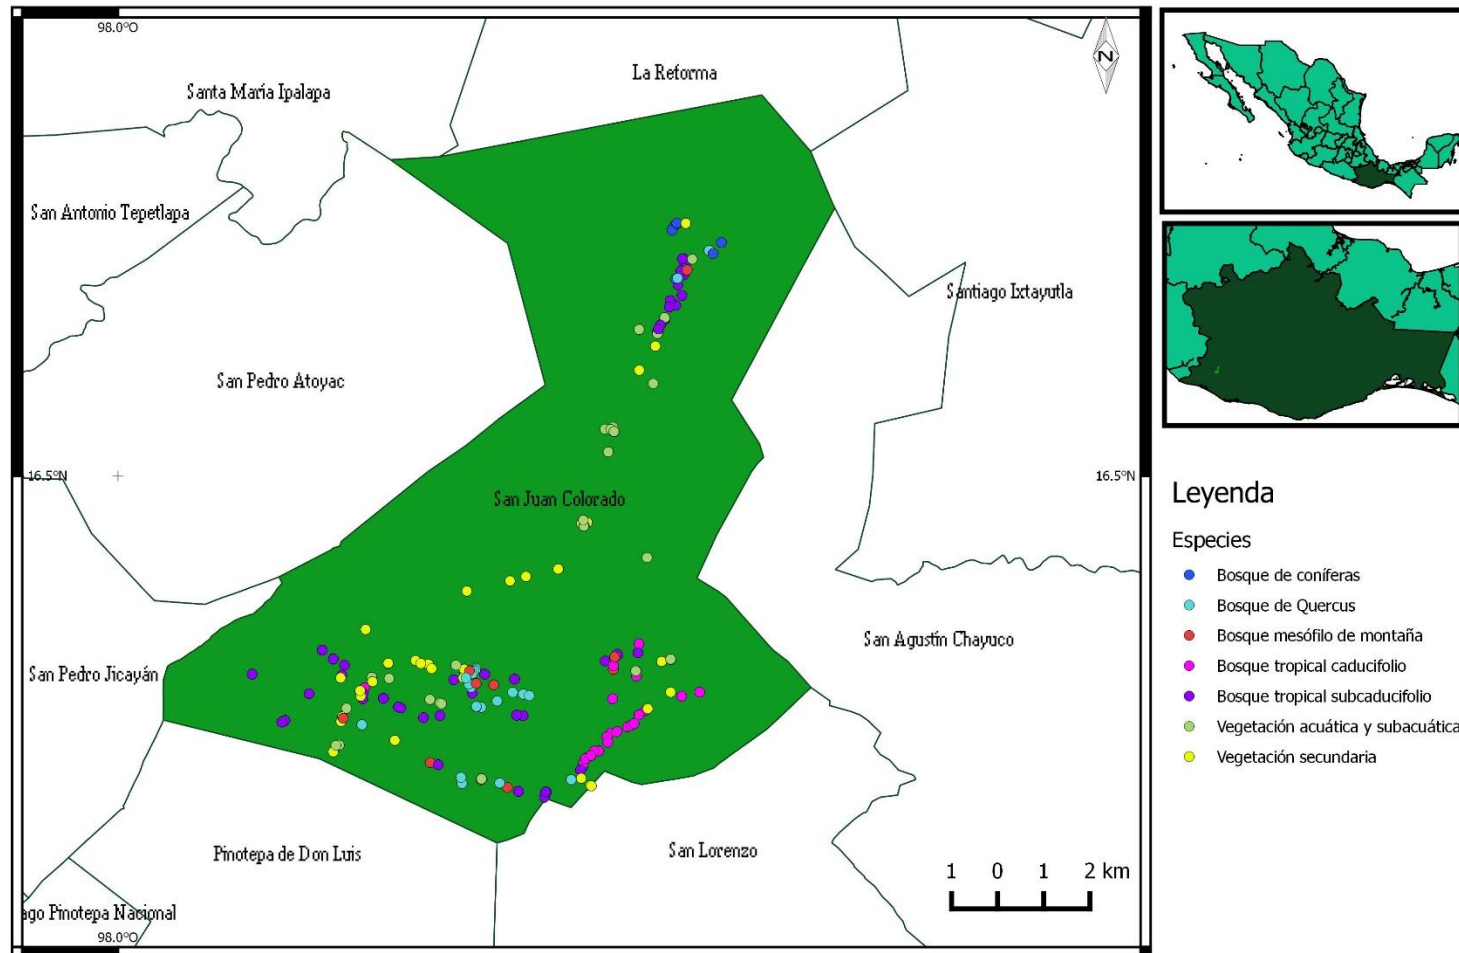 98.0°O
N
La Reforma
Santa María Ipalapa
San Antonio Tepetlapa
Santiago Ixtayutla
San Pedro Atoyac
16.5°N
16.5°N
San Juan Colorado
San Agustín Chayuco
San Pedro Jicayán
Pinotepa de Don Luis
San Lorenzo
1 0 1 2 km
ago Pinotepa Nacional
98.0°O
Leyenda
Especies
Bosque de coníferas
Bosque de Quercus
Bosque mesófilo de montaña
Bosque tropical caducifolio
Bosque tropical subcaducifolio
Vegetación acuática y subacuática
Vegetación secundaria